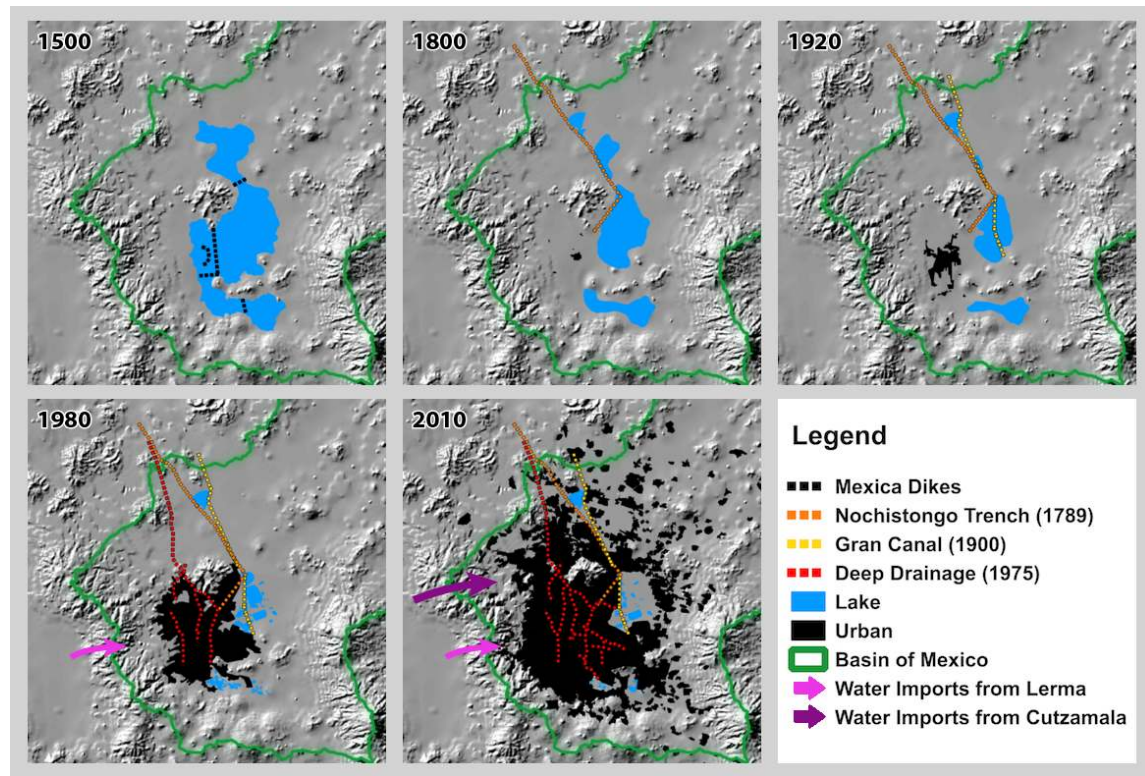 1500
1800
1920
1980
2010
Legend
Mexica Dikes
Nochistongo Trench (1789)
Gran Canal (1900)
Deep Drainage (1975)
Lake
Urban
Basin of Mexico
Water Imports from Lerma
Water Imports from Cutzamala